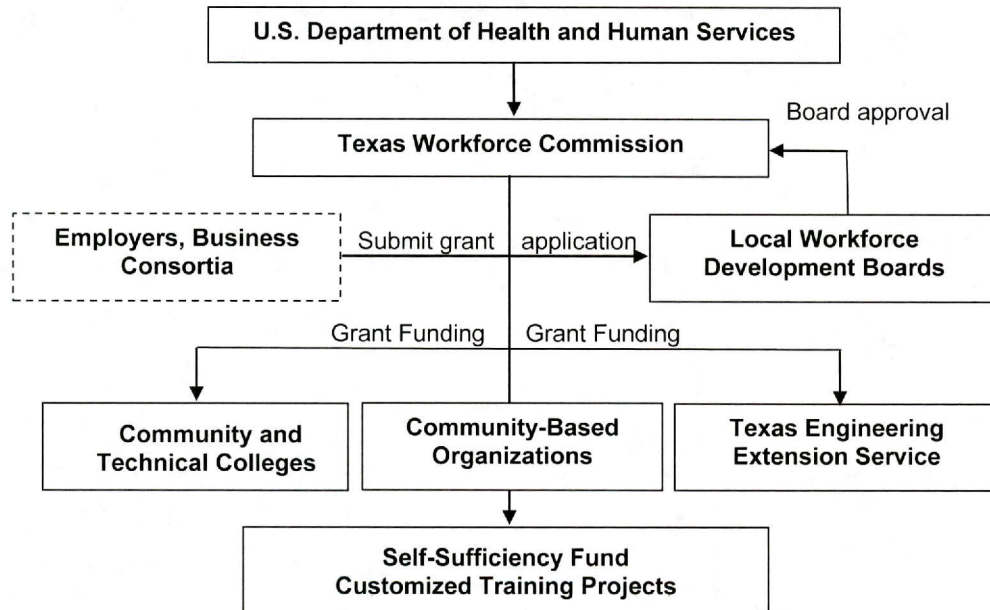 U.S. Department of Health and Human Services
Board approval
Texas Workforce Commission
Employers, Business
Consortia
Submit grant application
Local Workforce
Development Boards
Grant Funding Grant Funding
Community and
Technical Colleges
Community-Based
Organizations
Texas Engineering
Extension Service
Self-Sufficiency Fund
Customized Training Projects